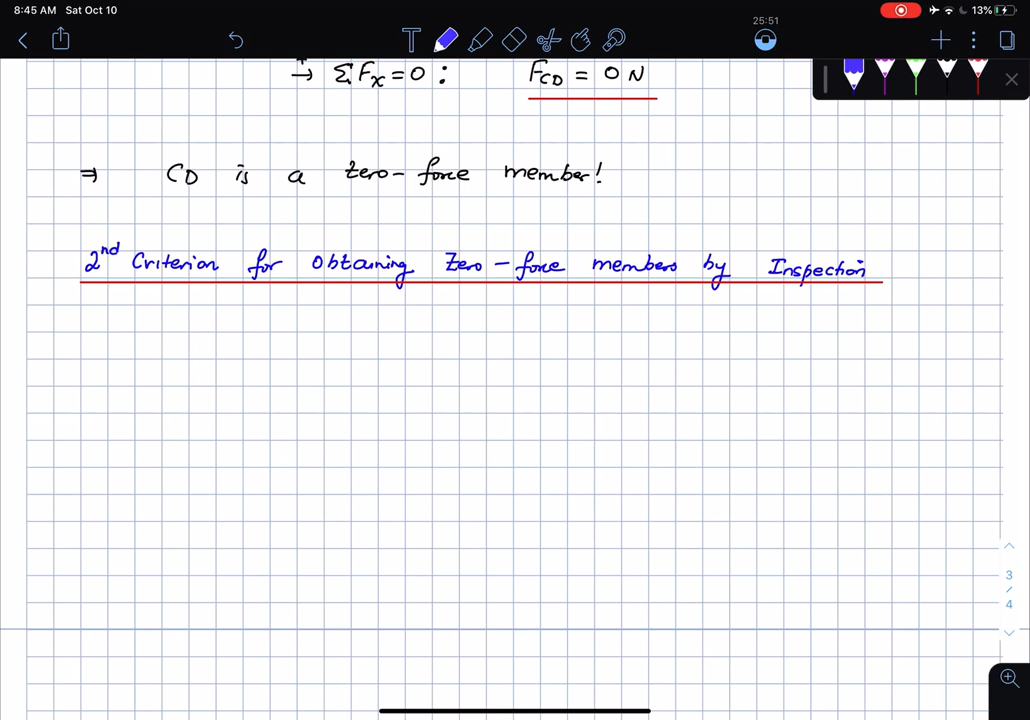 8:45 AM Sat Oct 10
25:51
13%
→ + ΣFx = 0 : FCD = 0 N
⇒ CD is a zero-force member!
2nd Criterion for Obtaining Zero-force members by Inspection
3
/
4